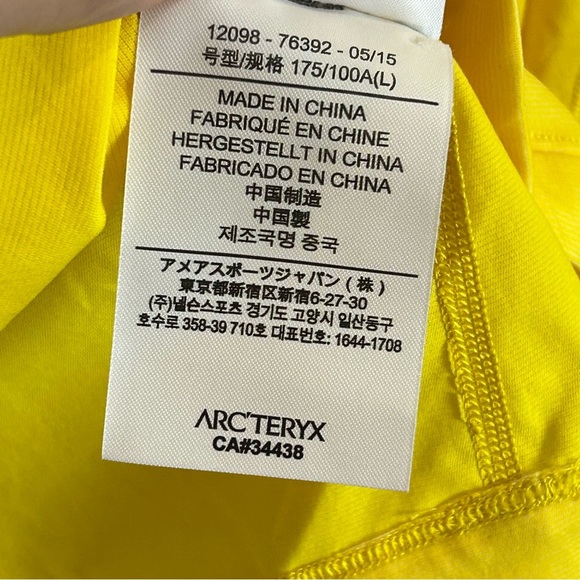 12098 - 76392 - 05/15
号型/规格 175/100A(L)
MADE IN CHINA
FABRIQUÉ EN CHINE
HERGESTELLT IN CHINA
FABRICADO EN CHINA
中国制造
中国製
제조국명 중국
アメアスポーツジャパン(株)
東京都新宿区新宿6-27-30
(주)넬슨스포츠 경기도 고양시 일산동구
호수로 358-39 710호 대표번호: 1644-1708
ARC'TERYX
CA#34438